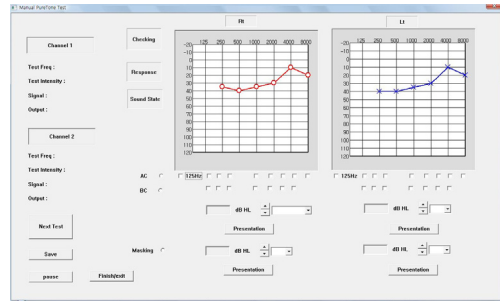 Manual PureTone Test
Rt
Lt
Channel 1
Checking
Test Freq :
Response
Test Intensity :
Signal :
Sound State
Output :
-20 125 250 500 1000 2000 4000 8000
-10
0
10
20
30
40
50
60
70
80
90
100
110
120
-20 125 250 500 1000 2000 4000 8000
-10
0
10
20
30
40
50
60
70
80
90
100
110
120
Channel 2
Test Freq :
Test Intensity :
Signal :
Output :
AC
125Hz
125Hz
BC
dB HL
dB HL
Presentation
Presentation
Next Test
Masking
dB HL
dB HL
Save
Presentation
Presentation
pause
Finish/exit